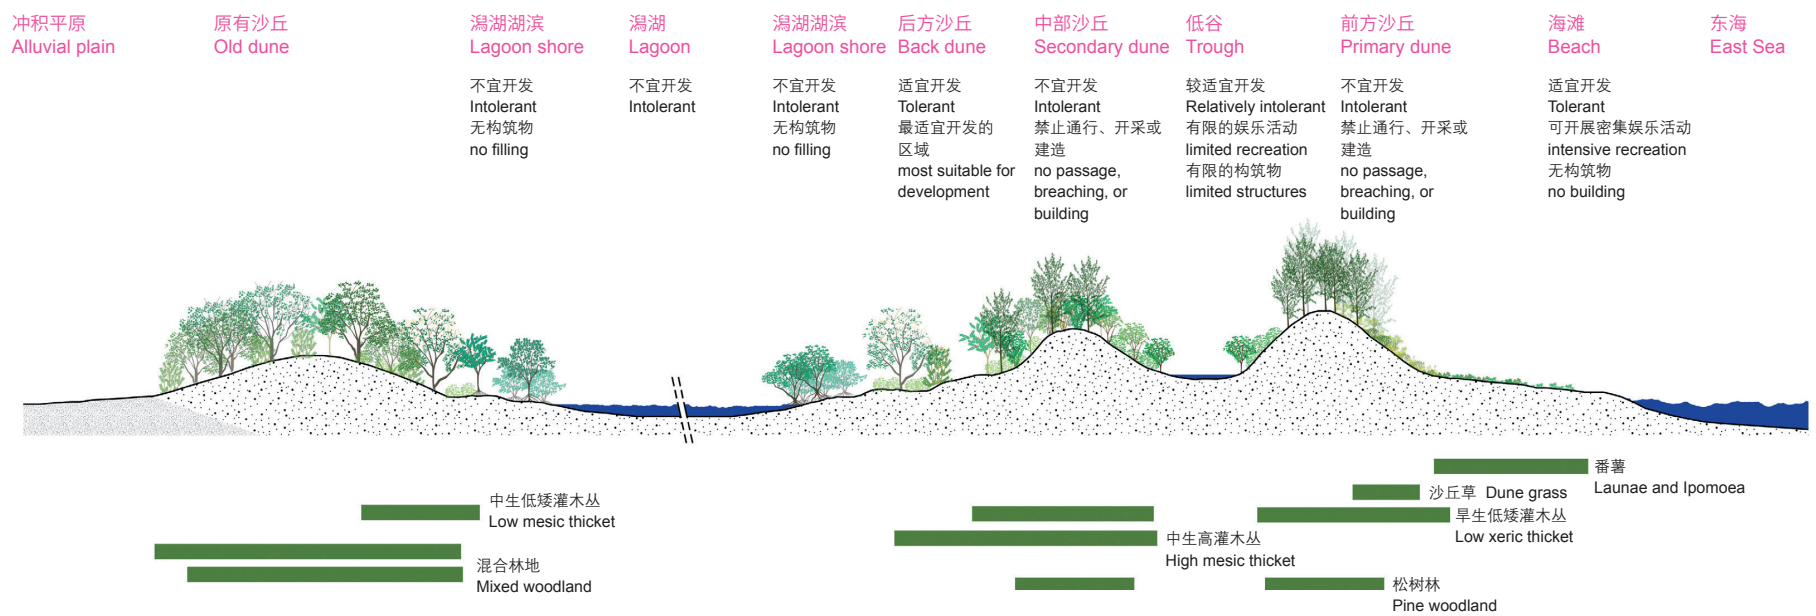 冲积平原
Alluvial plain
原有沙丘
Old dune
潟湖湖滨
Lagoon shore
不宜开发
Intolerant
无构筑物
no filling
潟湖
Lagoon
不宜开发
Intolerant
潟湖湖滨
Lagoon shore
不宜开发
Intolerant
无构筑物
no filling
后方沙丘
Back dune
适宜开发
Tolerant
最适宜开发的
区域
most suitable for
development
中部沙丘
Secondary dune
不宜开发
Intolerant
禁止通行、开采或
建造
no passage,
breaching, or
building
低谷
Trough
较适宜开发
Relatively intolerant
有限的娱乐活动
limited recreation
有限的构筑物
limited structures
前方沙丘
Primary dune
不宜开发
Intolerant
禁止通行、开采或
建造
no passage,
breaching, or
building
海滩
Beach
适宜开发
Tolerant
可开展密集娱乐活动
intensive recreation
无构筑物
no building
东海
East Sea
番薯
Launae and Ipomoea
沙丘草 Dune grass
中生低矮灌木丛
Low mesic thicket
旱生低矮灌木丛
Low xeric thicket
中生高灌木丛
High mesic thicket
混合林地
Mixed woodland
松树林
Pine woodland